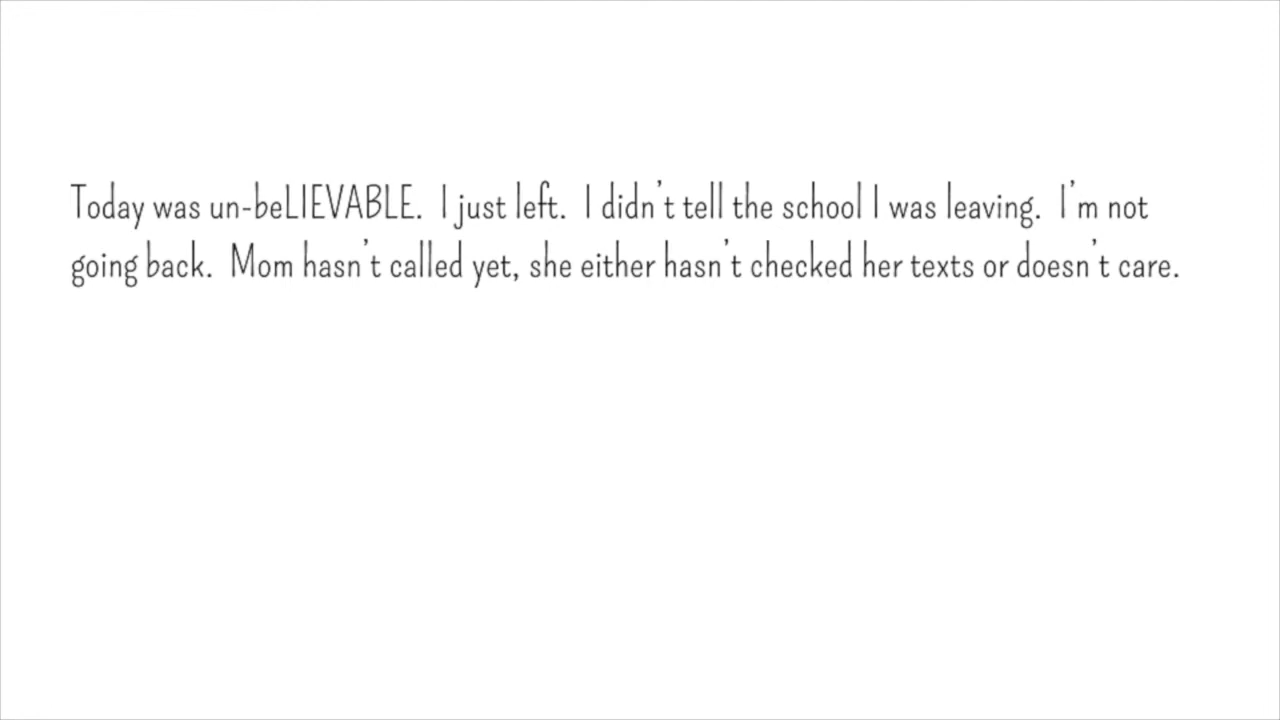 Today was un-beLIEVABLE.  I just left.  I didn't tell the school I was leaving.  I'm not
going back.  Mom hasn't called yet, she either hasn't checked her texts or doesn't care.